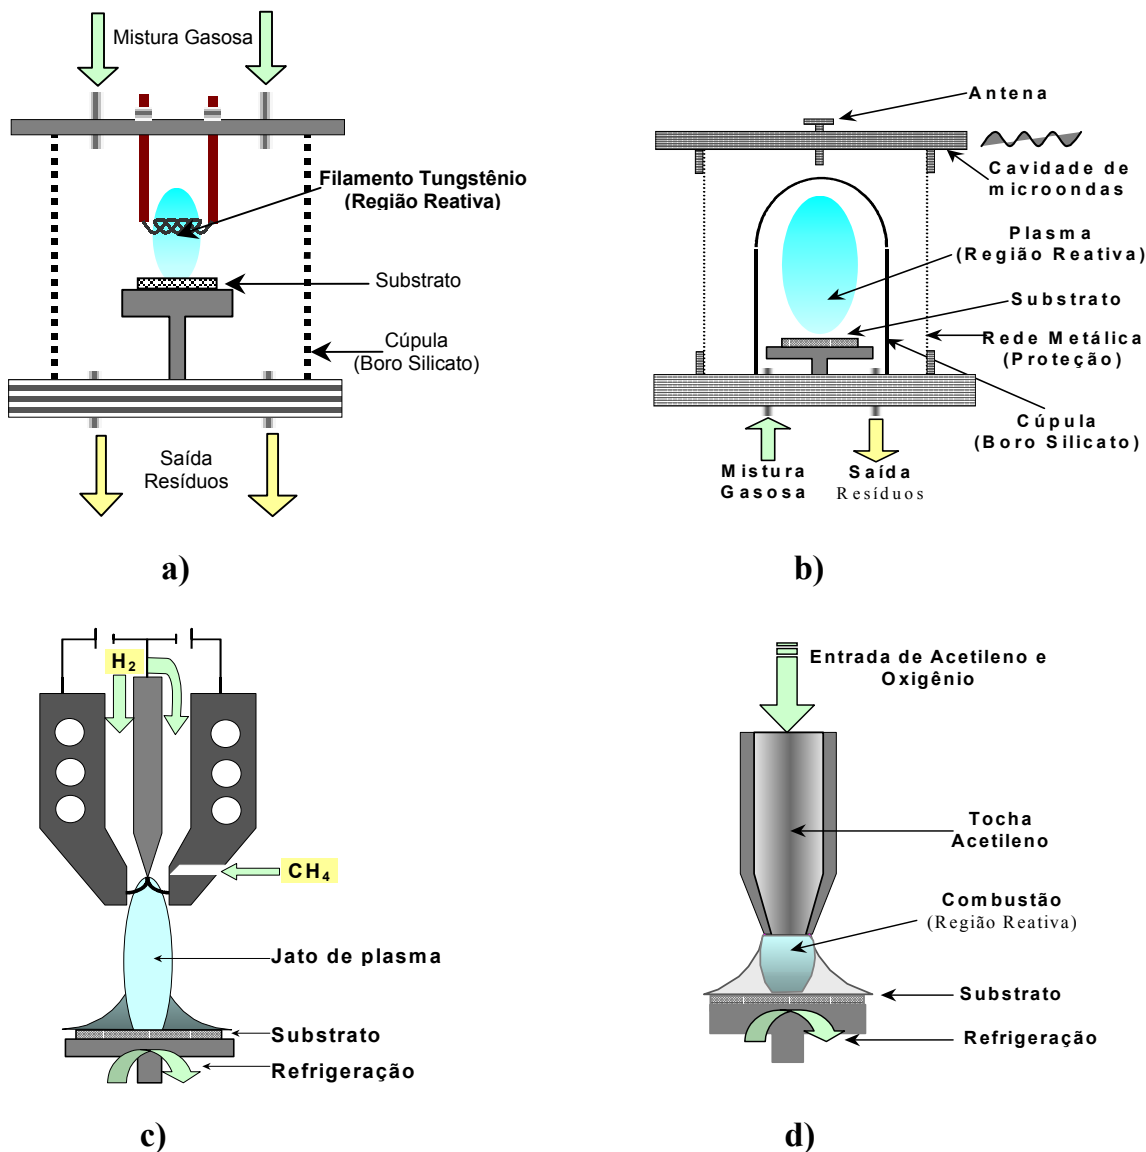 Mistura Gasosa
Filamento Tungstênio
(Região Reativa)
Substrato
Cúpula
(Boro Silicato)
Saída
Resíduos
a)
Antena
Cavidade de
microondas
Plasma
(Região Reativa)
Substrato
Rede Metálica
(Proteção)
Cúpula
(Boro Silicato)
Mistura
Gasosa
Saída
Resíduos
b)
H₂
CH₄
Jato de plasma
Substrato
Refrigeração
c)
Entrada de Acetileno e
Oxigênio
Tocha
Acetileno
Combustão
(Região Reativa)
Substrato
Refrigeração
d)